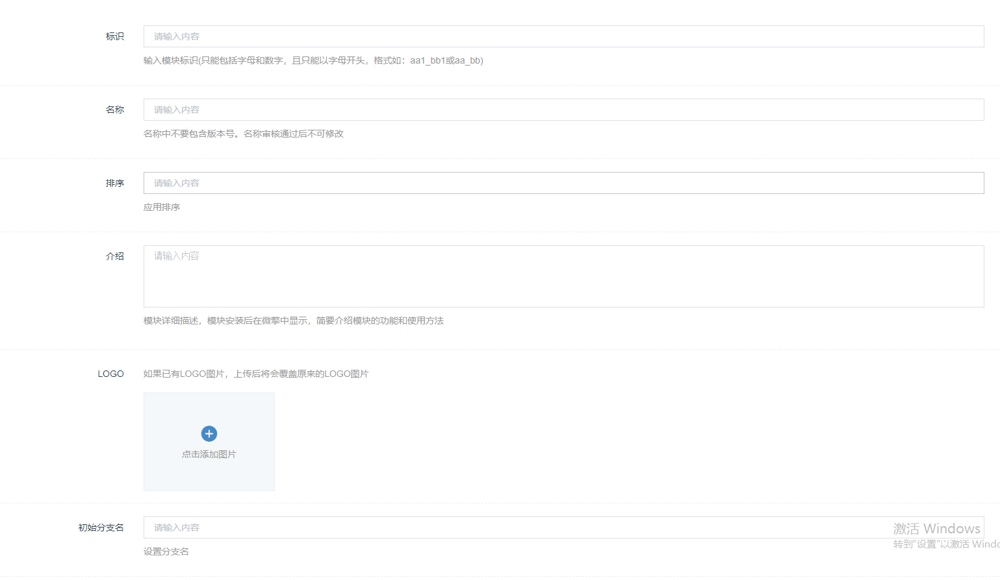 标识
请输入内容
输入模块标识(只能包括字母和数字，且只能以字母开头，格式如：aa1_bb1或aa_bb)
名称
请输入内容
名称中不要包含版本号。名称审核通过后不可修改
排序
请输入内容
应用排序
介绍
请输入内容
模块详细描述，模块安装后在微擎中显示，简要介绍模块的功能和使用方法
LOGO
如果已有LOGO图片，上传后将会覆盖原来的LOGO图片
点击添加图片
初始分支名
请输入内容
设置分支名
激活 Windows
转到“设置”以激活 Windo